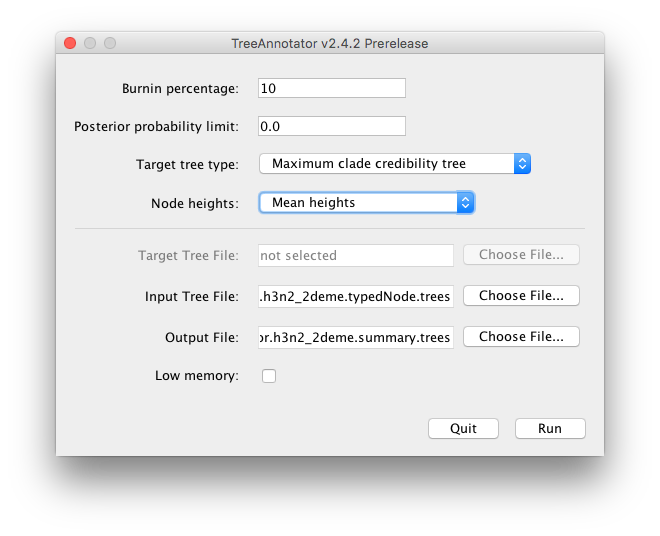 TreeAnnotator v2.4.2 Prerelease
Burnin percentage: 10
Posterior probability limit: 0.0
Target tree type: Maximum clade credibility tree
Node heights: Mean heights
Target Tree File: not selected Choose File...
Input Tree File: .h3n2_2deme.typedNode.trees Choose File...
Output File: or.h3n2_2deme.summary.trees Choose File...
Low memory:
Quit Run